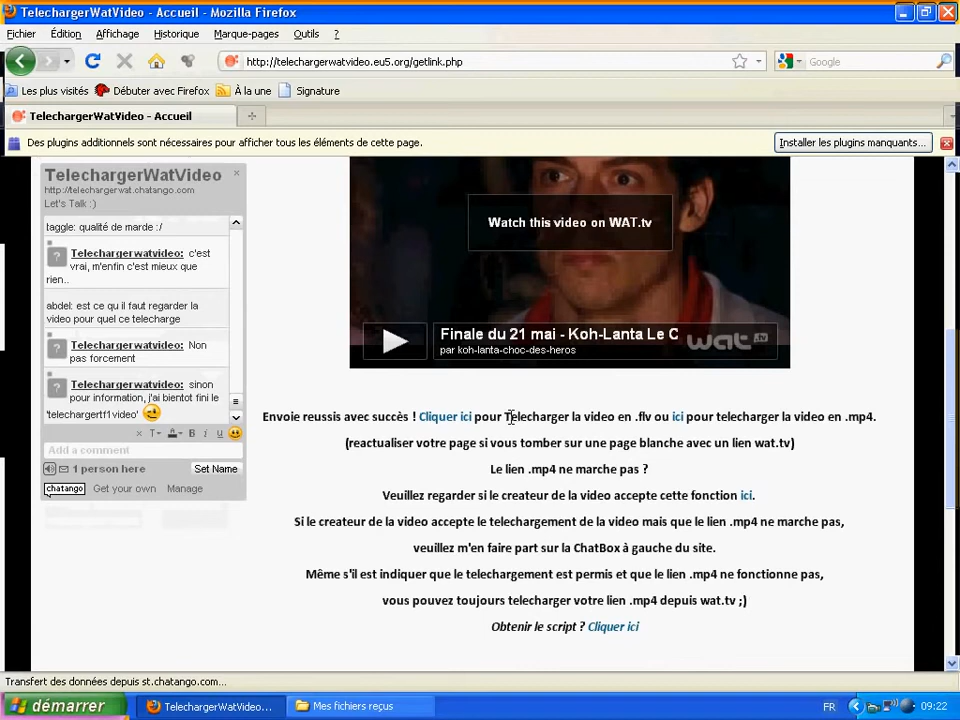 TelechargerWatVideo - Accueil - Mozilla Firefox
Fichier Édition Affichage Historique Marque-pages Outils ?
http://telechargerwatvideo.eu5.org/getlink.php
Google
Les plus visités Débuter avec Firefox À la une Signature
TelechargerWatVideo - Accueil
Des plugins additionnels sont nécessaires pour afficher tous les éléments de cette page. Installer les plugins manquants...
TelechargerWatVideo
http://telechargerwat.chatango.com
Let's Talk :)
taggle: qualité de marde :/
Telechargerwatvideo: c'est
vrai, m'enfin c'est mieux que
rien..
abdel: est ce qu il faut regarder la
video pour quel ce telecharge
Telechargerwatvideo: Non
pas forcement
Telechargerwatvideo: sinon
pour information, j'ai bientot fini le
'telechargertf1video'
× T A B i U
Add a comment
1 person here Set Name
chatango Get your own Manage
Watch this video on WAT.tv
Finale du 21 mai - Koh-Lanta Le C
par koh-lanta-choc-des-heros
wat.tv
Envoie reussis avec succès ! Cliquer ici pour Telecharger la video en .flv ou ici pour telecharger la video en .mp4.
(reactualiser votre page si vous tomber sur une page blanche avec un lien wat.tv)
Le lien .mp4 ne marche pas ?
Veuillez regarder si le createur de la video accepte cette fonction ici.
Si le createur de la video accepte le telechargement de la video mais que le lien .mp4 ne marche pas,
veuillez m'en faire part sur la ChatBox à gauche du site.
Même s'il est indiquer que le telechargement est permis et que le lien .mp4 ne fonctionne pas,
vous pouvez toujours telecharger votre lien .mp4 depuis wat.tv ;)
Obtenir le script ? Cliquer ici
Transfert des données depuis st.chatango.com...
démarrer TelechargerWatVideo... Mes fichiers reçus FR 09:22